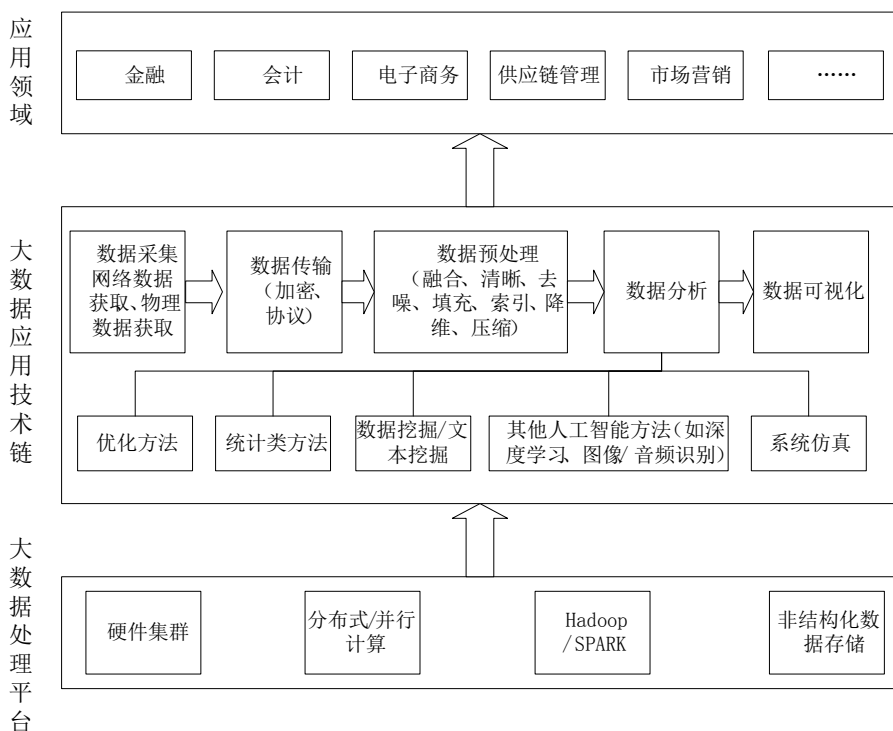 应用领域
金融
会计
电子商务
供应链管理
市场营销
……
大数据应用技术链
数据采集
网络数据
获取、物理
数据获取
数据传输
（加密、
协议）
数据预处理
（融合、清晰、去
噪、填充、索引、降
维、压缩）
数据分析
数据可视化
优化方法
统计类方法
数据挖掘/文
本挖掘
其他人工智能方法（如深
度学习、图像/音频识别）
系统仿真
大数据处理平台
硬件集群
分布式/并行
计算
Hadoop
/SPARK
非结构化数
据存储